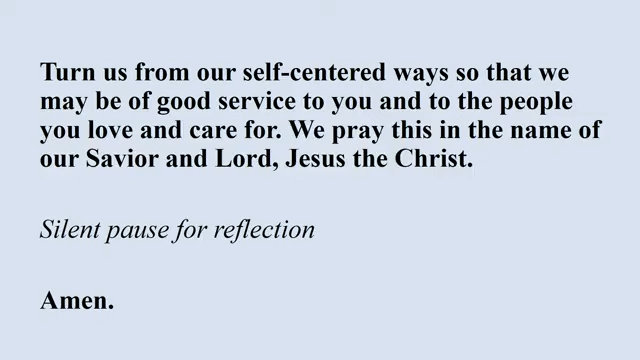 Turn us from our self-centered ways so that we
may be of good service to you and to the people
you love and care for. We pray this in the name of
our Savior and Lord, Jesus the Christ.
Silent pause for reflection
Amen.